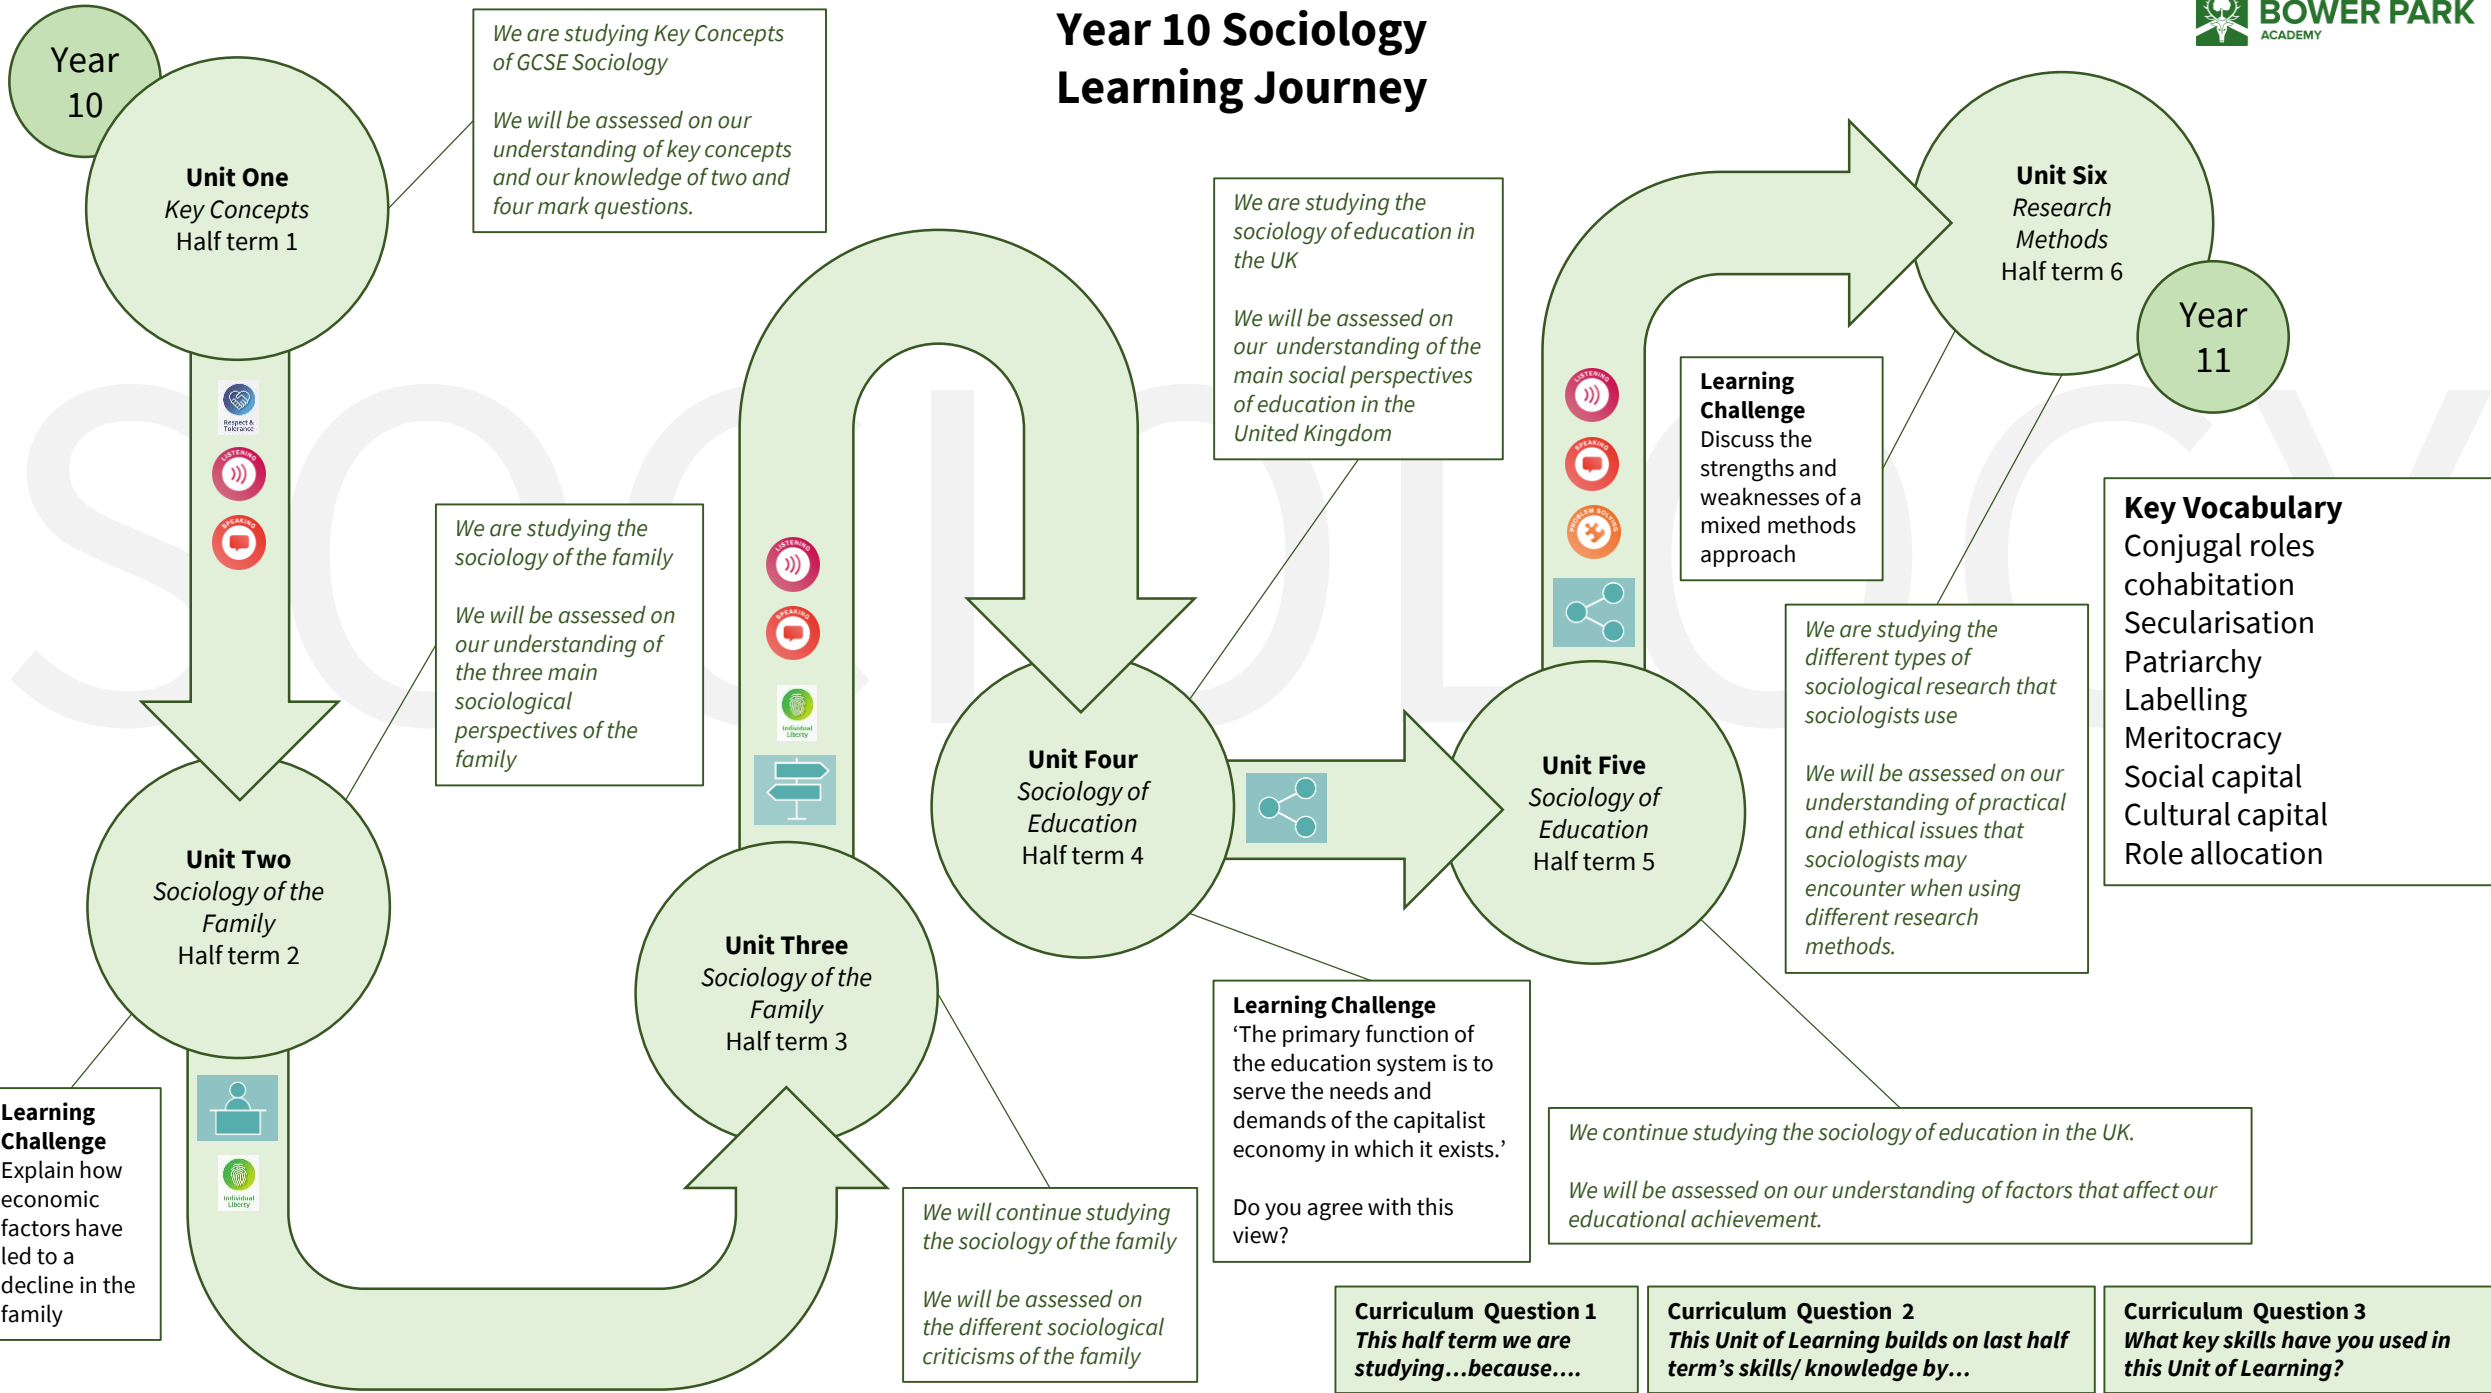 Year 10 Sociology
Learning Journey
BOWER PARK
ACADEMY
Year
10
Unit One
Key Concepts
Half term 1
We are studying Key Concepts
of GCSE Sociology
We will be assessed on our
understanding of key concepts
and our knowledge of two and
four mark questions.
Respect &
Tolerance
LISTENING
SPEAKING
SOCIOLOGY
Unit Two
Sociology of the
Family
Half term 2
We are studying the
sociology of the family
We will be assessed on
our understanding of
the three main
sociological
perspectives of the
family
Learning
Challenge
Explain how
economic
factors have
led to a
decline in the
family
Individual
Liberty
Unit Three
Sociology of the
Family
Half term 3
We will continue studying
the sociology of the family
We will be assessed on
the different sociological
criticisms of the family
LISTENING
SPEAKING
Individual
Liberty
Unit Four
Sociology of
Education
Half term 4
We are studying the
sociology of education in
the UK
We will be assessed on
our understanding of the
main social perspectives
of education in the
United Kingdom
Learning Challenge
‘The primary function of
the education system is to
serve the needs and
demands of the capitalist
economy in which it exists.’
Do you agree with this
view?
Unit Five
Sociology of
Education
Half term 5
We continue studying the sociology of education in the UK.
We will be assessed on our understanding of factors that affect our
educational achievement.
LISTENING
SPEAKING
PROBLEM SOLVING
Unit Six
Research
Methods
Half term 6
Year
11
Learning
Challenge
Discuss the
strengths and
weaknesses of a
mixed methods
approach
We are studying the
different types of
sociological research that
sociologists use
We will be assessed on our
understanding of practical
and ethical issues that
sociologists may
encounter when using
different research
methods.
Key Vocabulary
Conjugal roles
cohabitation
Secularisation
Patriarchy
Labelling
Meritocracy
Social capital
Cultural capital
Role allocation
Curriculum Question 1
This half term we are
studying...because....
Curriculum Question 2
This Unit of Learning builds on last half
term’s skills/ knowledge by...
Curriculum Question 3
What key skills have you used in
this Unit of Learning?